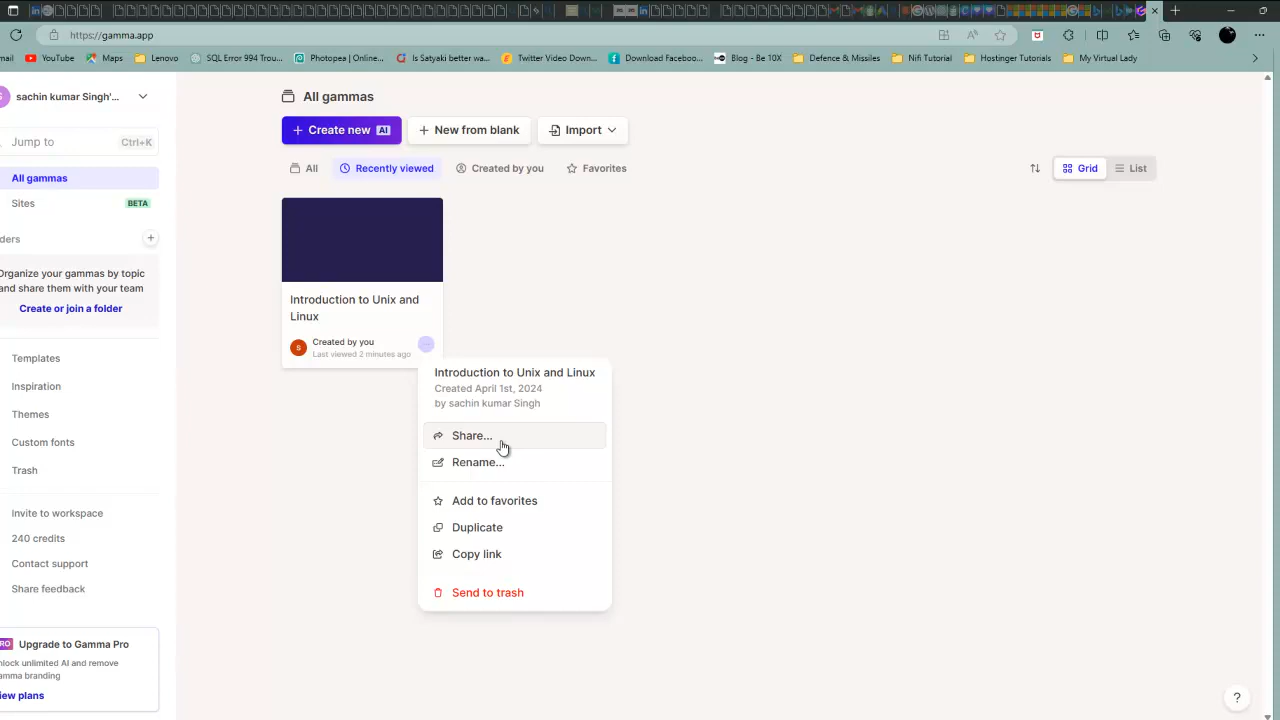 https://gamma.app
mail
YouTube
Maps
Lenovo
SQL Error 994 Trou...
Photopea | Online...
Is Satyaki better wa...
Twitter Video Down...
Download Faceboo...
Blog - Be 10X
Defence & Missiles
Nifi Tutorial
Hostinger Tutorials
My Virtual Lady
sachin kumar Singh'...
Jump to
Ctrl+K
All gammas
Sites
BETA
ders
Organize your gammas by topic
and share them with your team
Create or join a folder
Templates
Inspiration
Themes
Custom fonts
Trash
Invite to workspace
240 credits
Contact support
Share feedback
RO
Upgrade to Gamma Pro
nlock unlimited AI and remove
amma branding
iew plans
All gammas
+ Create new AI
+ New from blank
Import
All
Recently viewed
Created by you
Favorites
Grid
List
Introduction to Unix and
Linux
S
Created by you
Last viewed 2 minutes ago
Introduction to Unix and Linux
Created April 1st, 2024
by sachin kumar Singh
Share...
Rename...
Add to favorites
Duplicate
Copy link
Send to trash
?